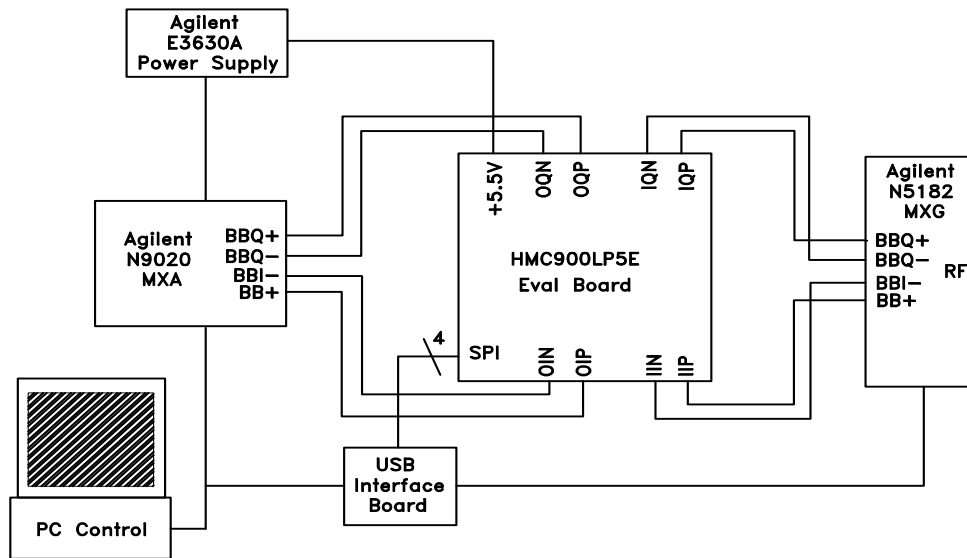 Agilent
E3630A
Power Supply
+5.5V
OQN
OQP
IQN
IQP
Agilent
N5182
MXG
BBQ+
BBQ-
BBI-
BB+
RF
Agilent
N9020
MXA
BBQ+
BBQ-
BBI-
BB+
HMC900LP5E
Eval Board
4
SPI
OIN
OIP
IIN
IIP
USB
Interface
Board
PC Control